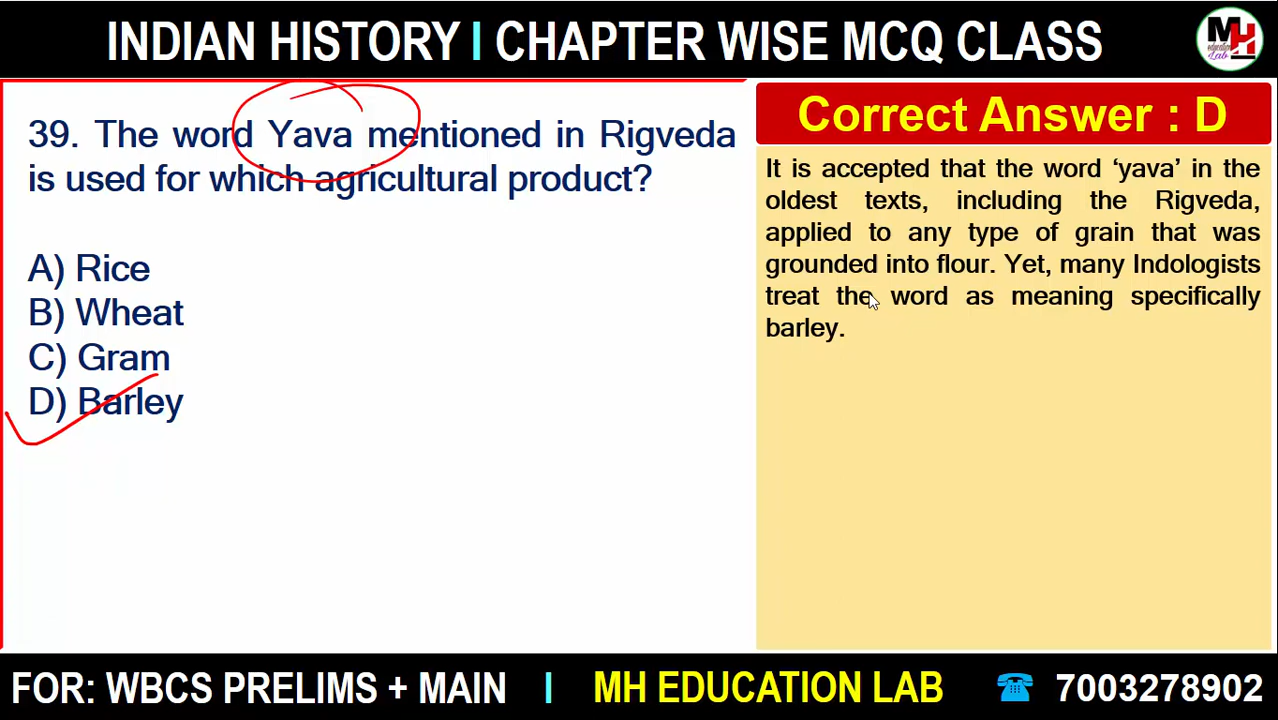 INDIAN HISTORY I CHAPTER WISE MCQ CLASS
MH
education
Lab
39. The word Yava mentioned in Rigveda
is used for which agricultural product?
A) Rice
B) Wheat
C) Gram
D) Barley
Correct Answer : D
It is accepted that the word ‘yava’ in the
oldest texts, including the Rigveda,
applied to any type of grain that was
grounded into flour. Yet, many Indologists
treat the word as meaning specifically
barley.
FOR: WBCS PRELIMS + MAIN I MH EDUCATION LAB ☎ 7003278902